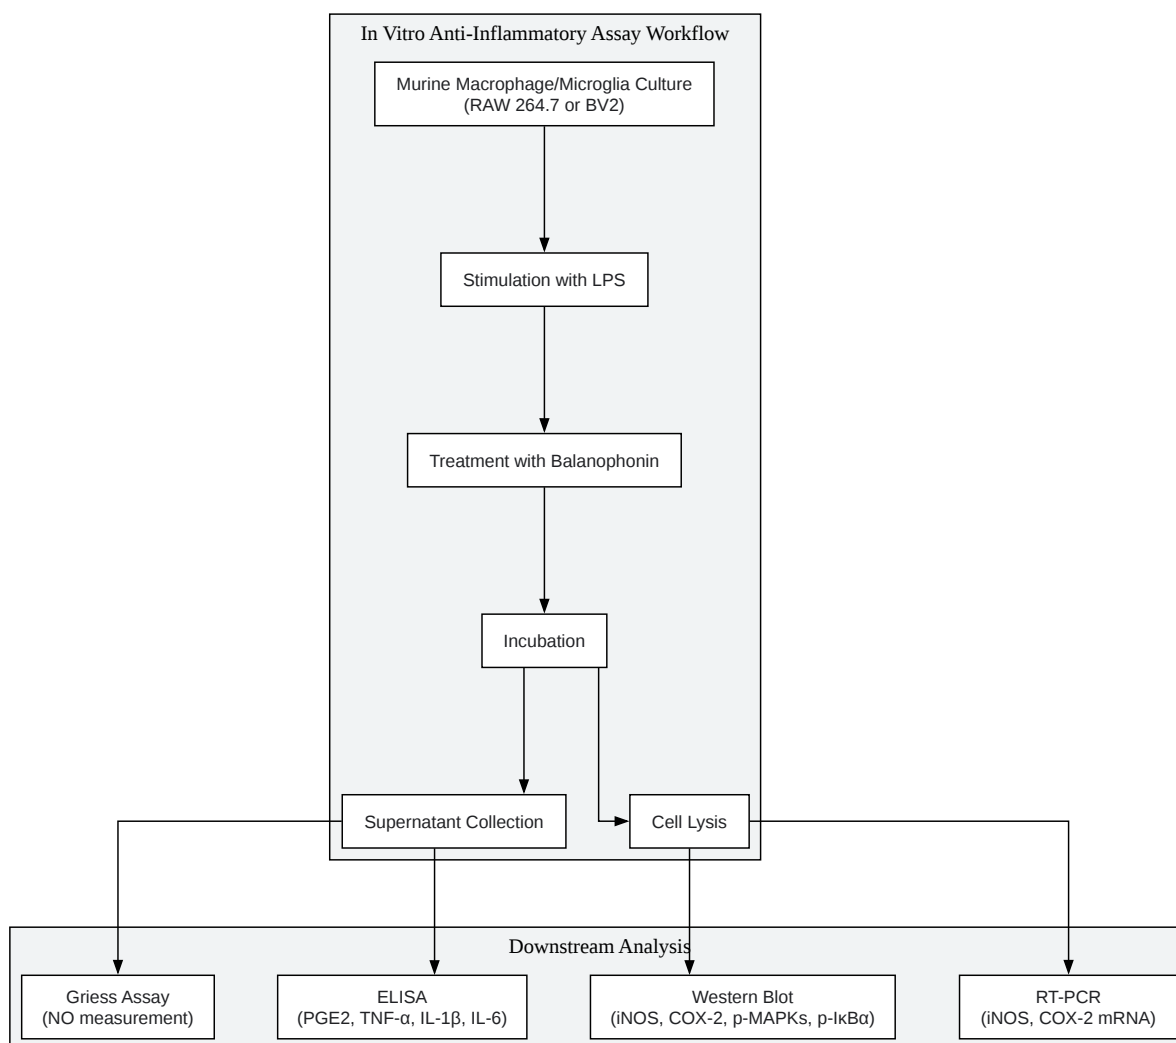 In Vitro Anti-Inflammatory Assay Workflow
Murine Macrophage/Microglia Culture
(RAW 264.7 or BV2)
Stimulation with LPS
Treatment with Balanophonin
Incubation
Supernatant Collection
Cell Lysis
Downstream Analysis
Griess Assay
(NO measurement)
ELISA
(PGE2, TNF-α, IL-1β, IL-6)
Western Blot
(iNOS, COX-2, p-MAPKs, p-IκBα)
RT-PCR
(iNOS, COX-2 mRNA)